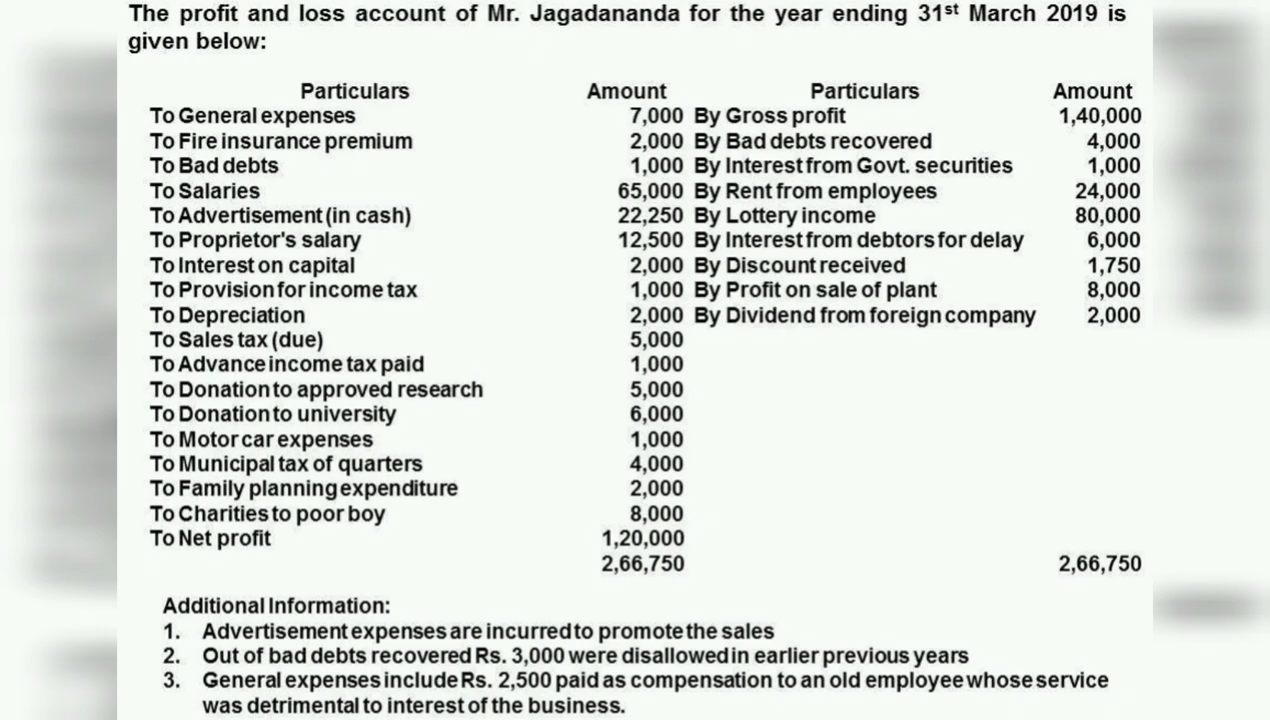 The profit and loss account of Mr. Jagadananda for the year ending 31st March 2019 is
given below:
Particulars Amount Particulars Amount
To General expenses 7,000 By Gross profit 1,40,000
To Fire insurance premium 2,000 By Bad debts recovered 4,000
To Bad debts 1,000 By Interest from Govt. securities 1,000
To Salaries 65,000 By Rent from employees 24,000
To Advertisement (in cash) 22,250 By Lottery income 80,000
To Proprietor's salary 12,500 By Interest from debtors for delay 6,000
To Interest on capital 2,000 By Discount received 1,750
To Provision for income tax 1,000 By Profit on sale of plant 8,000
To Depreciation 2,000 By Dividend from foreign company 2,000
To Sales tax (due) 5,000
To Advance income tax paid 1,000
To Donation to approved research 5,000
To Donation to university 6,000
To Motor car expenses 1,000
To Municipal tax of quarters 4,000
To Family planning expenditure 2,000
To Charities to poor boy 8,000
To Net profit 1,20,000
2,66,750 2,66,750
Additional Information:
1. Advertisement expenses are incurred to promote the sales
2. Out of bad debts recovered Rs. 3,000 were disallowed in earlier previous years
3. General expenses include Rs. 2,500 paid as compensation to an old employee whose service
was detrimental to interest of the business.